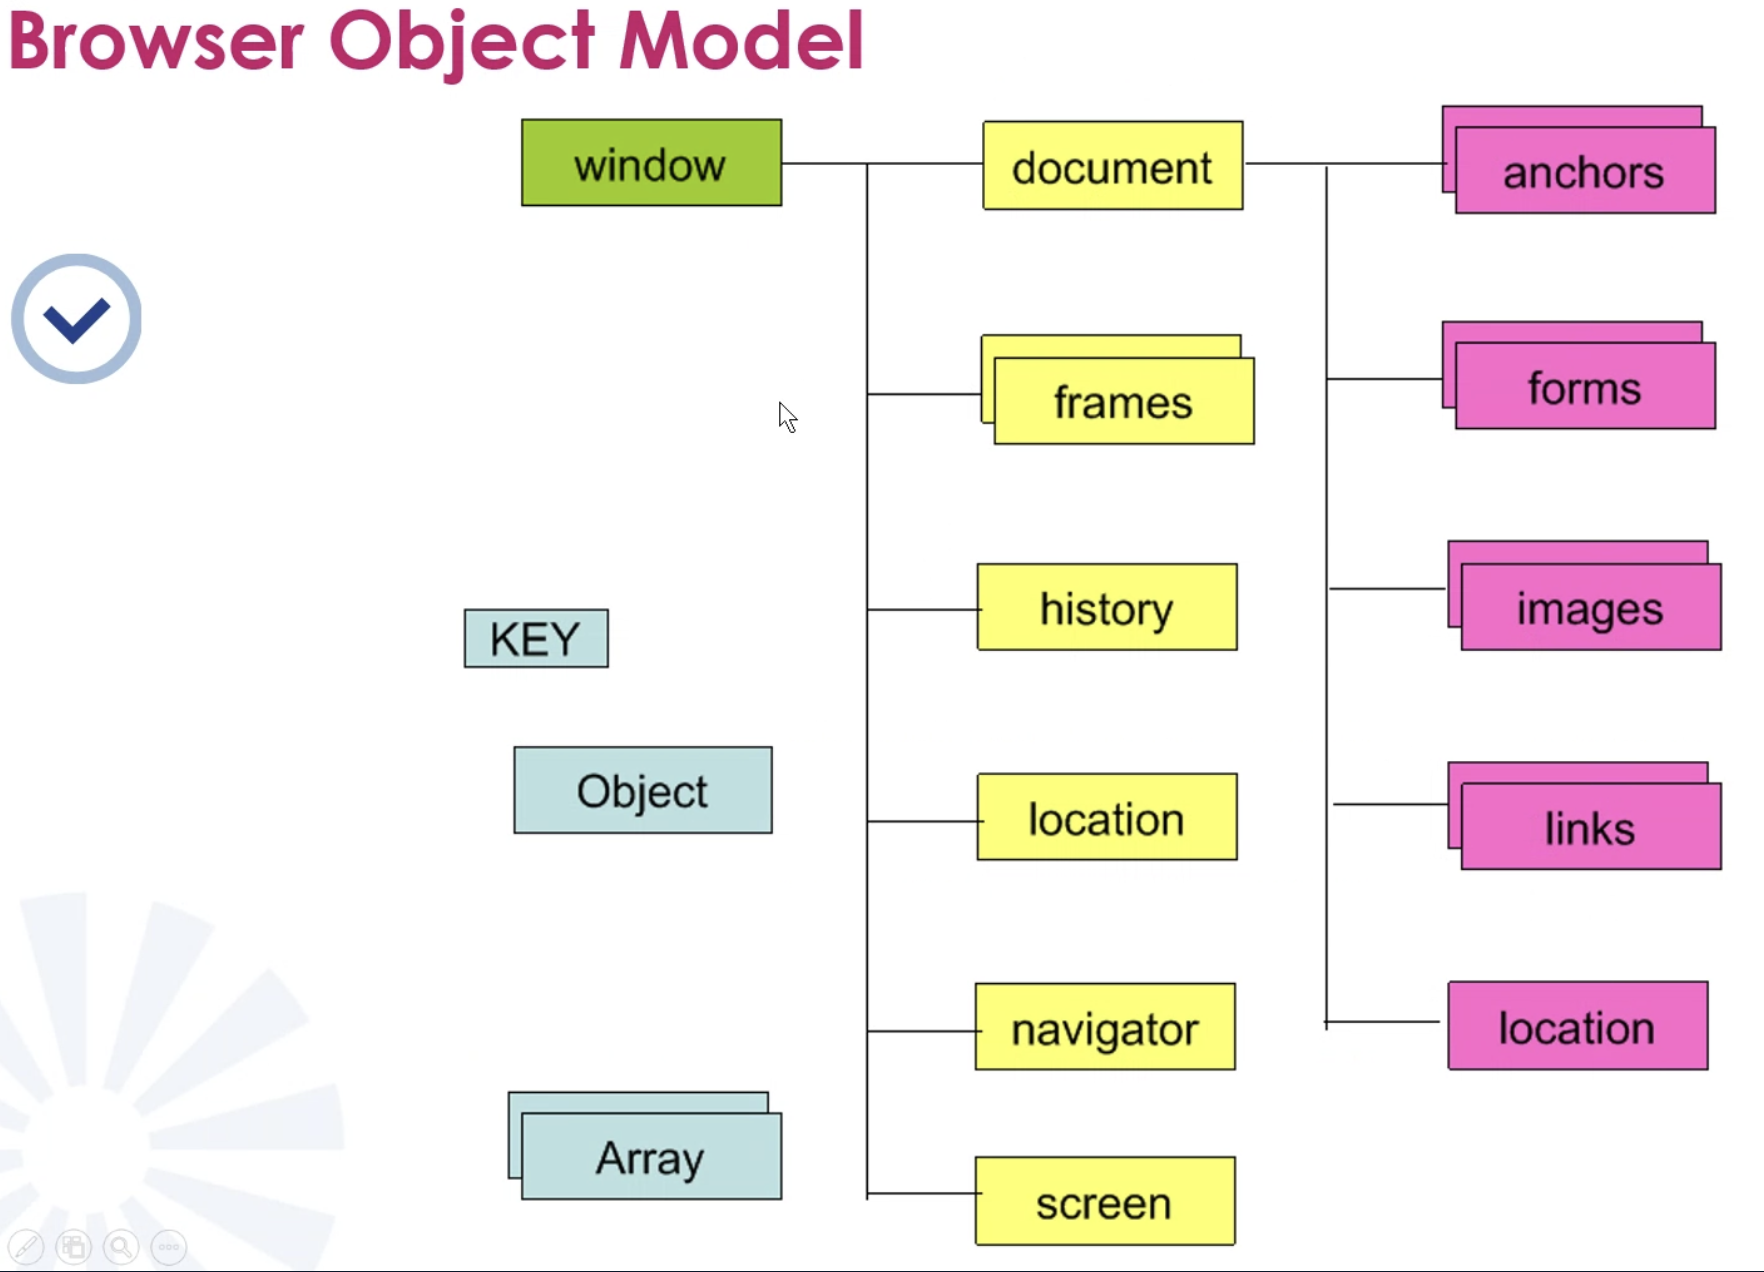 Browser Object Model
window
document
anchors
frames
forms
history
images
KEY
Object
location
links
navigator
location
Array
screen